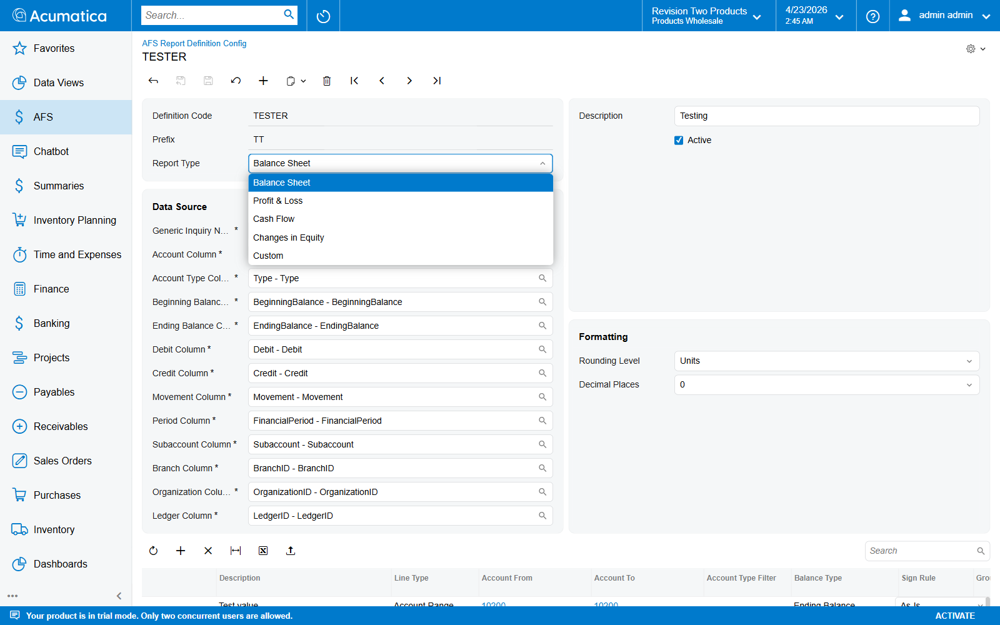 Acumatica
Search...
Revision Two Products
Products Wholesale
4/23/2026
2:45 AM
admin admin
Favorites
Data Views
AFS
Chatbot
Summaries
Inventory Planning
Time and Expenses
Finance
Banking
Projects
Payables
Receivables
Sales Orders
Purchases
Inventory
Dashboards
AFS Report Definition Config
TESTER
Definition Code TESTER
Prefix TT
Report Type Balance Sheet
Balance Sheet
Profit & Loss
Cash Flow
Changes in Equity
Custom
Description Testing
Active
Data Source
Generic Inquiry N... *
Account Column *
Account Type Col... * Type - Type
Beginning Balanc... * BeginningBalance - BeginningBalance
Ending Balance C... * EndingBalance - EndingBalance
Debit Column * Debit - Debit
Credit Column * Credit - Credit
Movement Column * Movement - Movement
Period Column * FinancialPeriod - FinancialPeriod
Subaccount Column * Subaccount - Subaccount
Branch Column * BranchID - BranchID
Organization Colu... * OrganizationID - OrganizationID
Ledger Column * LedgerID - LedgerID
Formatting
Rounding Level Units
Decimal Places 0
Search
Description Line Type Account From Account To Account Type Filter Balance Type Sign Rule Grou
Test value Account Range 10200 10200 Ending Balance As Is
Your product is in trial mode. Only two concurrent users are allowed.
ACTIVATE